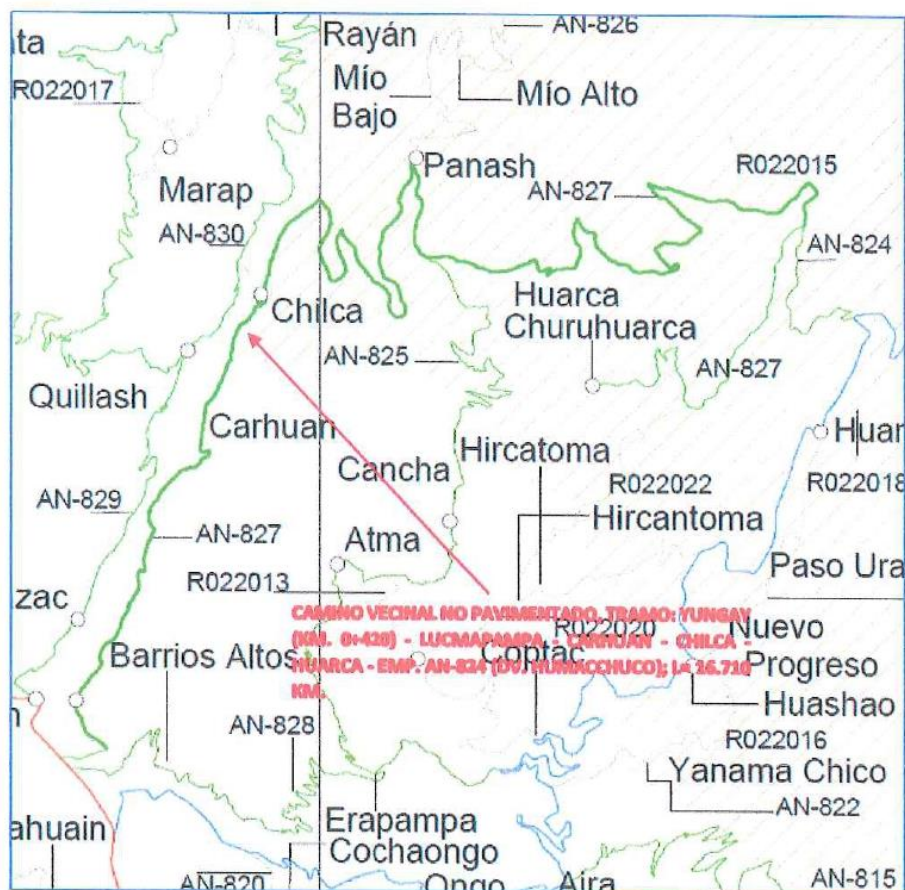 AN-826
Rayán
ita
R022017
Mío
Bajo
Mío Alto
Panash
R022015
AN-827
Marap
AN-830
AN-824
Chilca
Huarca
Churuhuarca
AN-825
AN-827
Quillash
Carhuan
Huar
Hircatoma
Cancha
R022022
R022018
AN-829
Hircantoma
AN-827
Atma
Paso Ura
R022013
zac
CAMINO VECINAL NO PAVIMENTADO, TRAMO: YUNGAY
(KM. 0+420) - LUCMAPAMPA - CARHUAN - CHILCA -
HUARCA - EMP. AN-824 (DV. HUMACCHUCO); L= 26.710
KM.
R022020
Nuevo
Progreso
Coptac
Barrios Altos
Huashao
n
AN-828
R022016
Yanama Chico
AN-822
Erapampa
Cochaongo
ahuain
AN-820
Ongo
Aira
AN-815